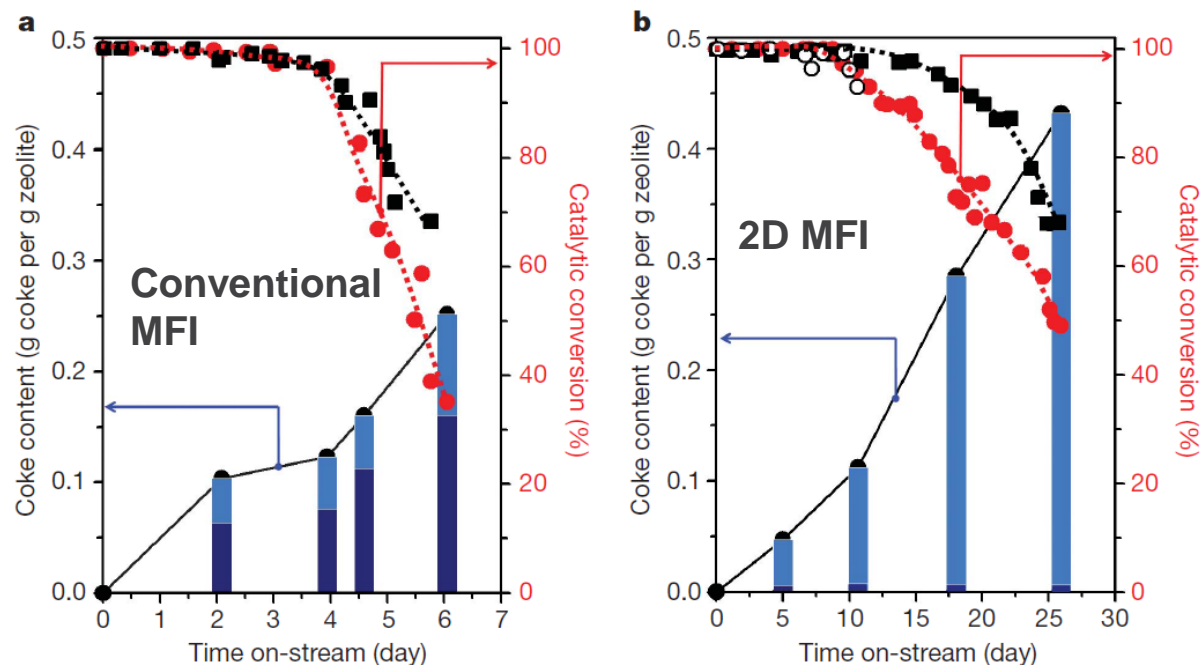 a
0.5
0.4
0.3
0.2
0.1
0.0
Coke content (g coke per g zeolite)
0 1 2 3 4 5 6 7
Time on-stream (day)
100
80
60
40
20
0
Catalytic conversion (%)
Conventional
MFI
b
0.5
0.4
0.3
0.2
0.1
0.0
Coke content (g coke per g zeolite)
0 5 10 15 20 25 30
Time on-stream (day)
100
80
60
40
20
0
Catalytic conversion (%)
2D MFI